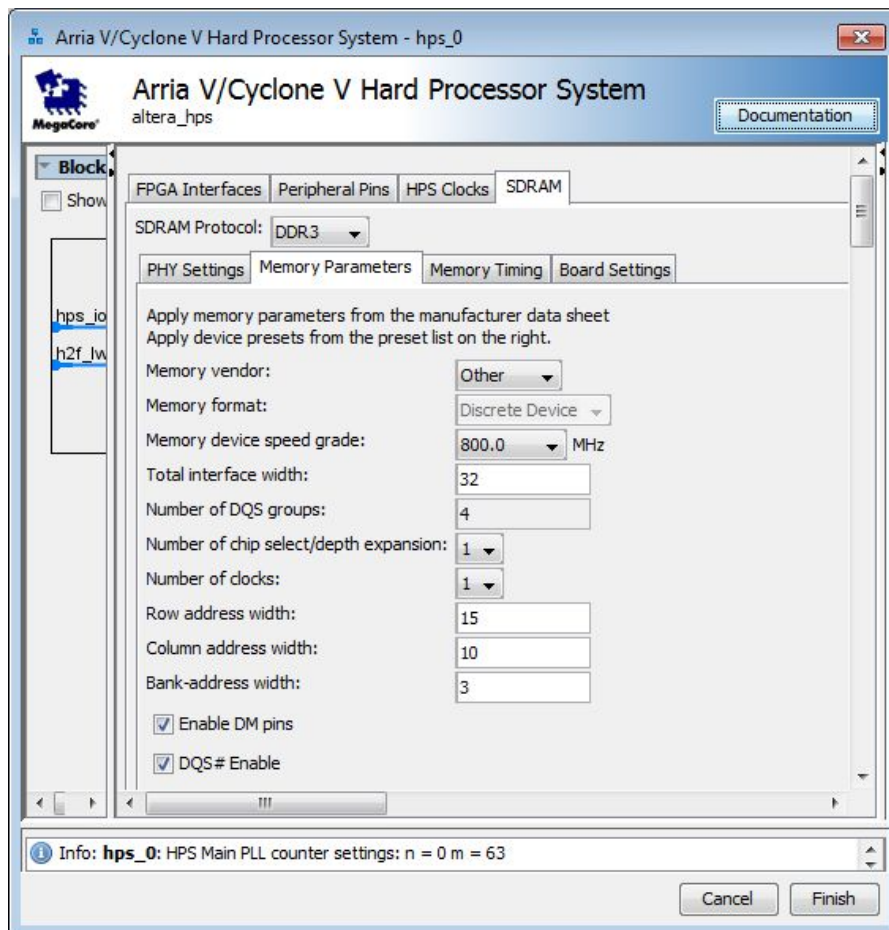 Arria V/Cyclone V Hard Processor System - hps_0
MegaCore®
Arria V/Cyclone V Hard Processor System
altera_hps
Documentation
Block
Show
hps_io
h2f_lw
FPGA Interfaces Peripheral Pins HPS Clocks SDRAM
SDRAM Protocol: DDR3
PHY Settings Memory Parameters Memory Timing Board Settings
Apply memory parameters from the manufacturer data sheet
Apply device presets from the preset list on the right.
Memory vendor: Other
Memory format: Discrete Device
Memory device speed grade: 800.0 MHz
Total interface width: 32
Number of DQS groups: 4
Number of chip select/depth expansion: 1
Number of clocks: 1
Row address width: 15
Column address width: 10
Bank-address width: 3
Enable DM pins
DQS# Enable
Info: hps_0: HPS Main PLL counter settings: n = 0 m = 63
Cancel Finish